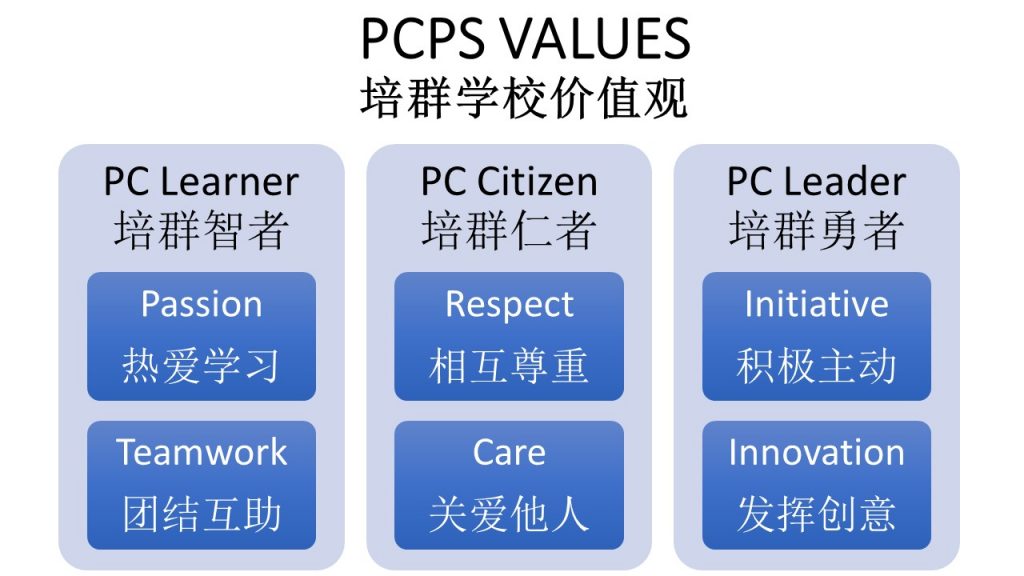 PCPS VALUES
培群学校价值观
PC Learner
培群智者
Passion
热爱学习
Teamwork
团结互助
PC Citizen
培群仁者
Respect
相互尊重
Care
关爱他人
PC Leader
培群勇者
Initiative
积极主动
Innovation
发挥创意